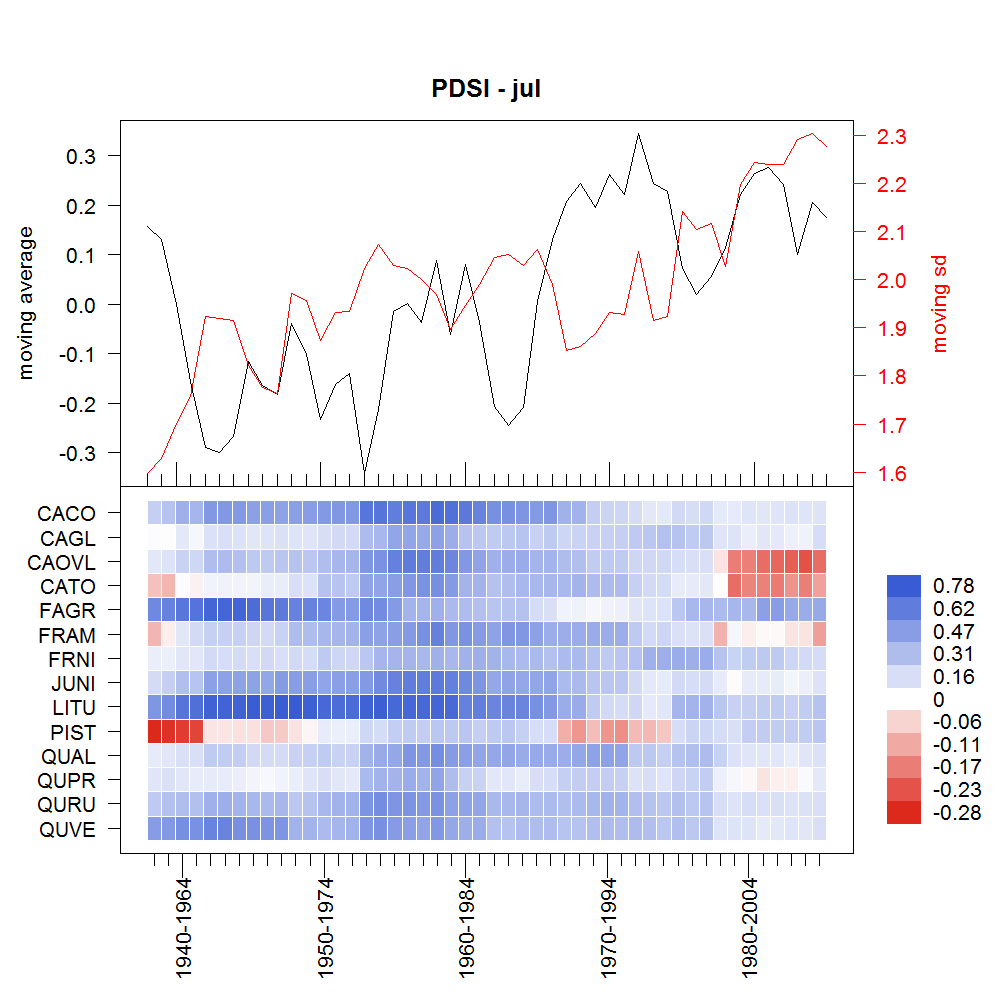 PDSI - jul
moving average
0.3
0.2
0.1
0.0
-0.1
-0.2
-0.3
2.3
2.2
2.1
2.0
1.9
1.8
1.7
1.6
moving sd
CACO
CAGL
CAOVL
CATO
FAGR
FRAM
FRNI
JUNI
LITU
PIST
QUAL
QUPR
QURU
QUVE
0.78
0.62
0.47
0.31
0.16
0
-0.06
-0.11
-0.17
-0.23
-0.28
1940-1964
1950-1974
1960-1984
1970-1994
1980-2004